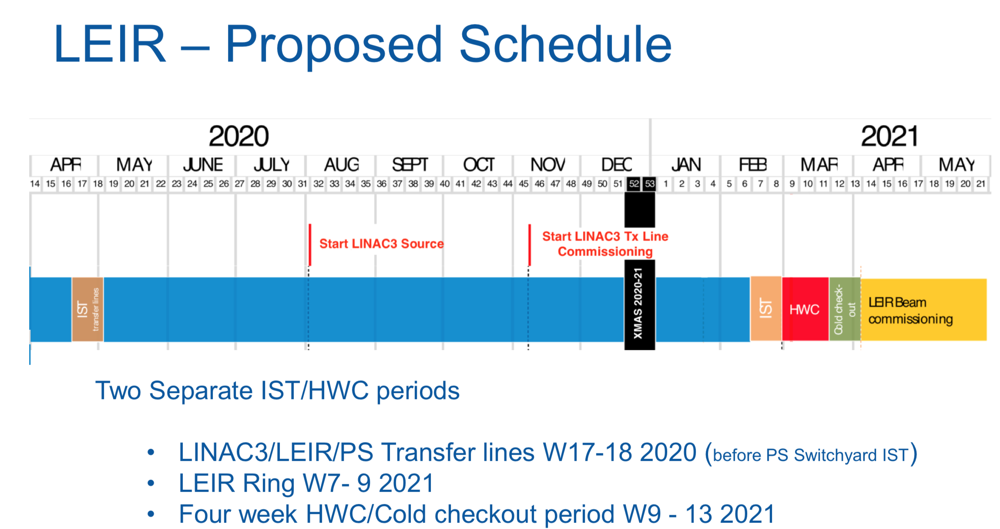 LEIR – Proposed Schedule
2020 2021
APR MAY JUNE JULY AUG SEPT OCT NOV DEC JAN FEB MAR APR MAY
14 15 16 17 18 19 20 21 22 23 24 25 26 27 28 29 30 31 32 33 34 35 36 37 38 39 40 41 42 43 44 45 46 47 48 49 50 51 52 53 1 2 3 4 5 6 7 8 9 10 11 12 13 14 15 16 17 18 19 20 21
Start LINAC3 Source
Start LINAC3 Tx Line
Commissioning
IST
transfer lines
XMAS 2020-21
IST
HWC
Cold check-
out
LEIR Beam
commissioning
Two Separate IST/HWC periods
• LINAC3/LEIR/PS Transfer lines W17-18 2020 (before PS Switchyard IST)
• LEIR Ring W7- 9 2021
• Four week HWC/Cold checkout period W9 - 13 2021